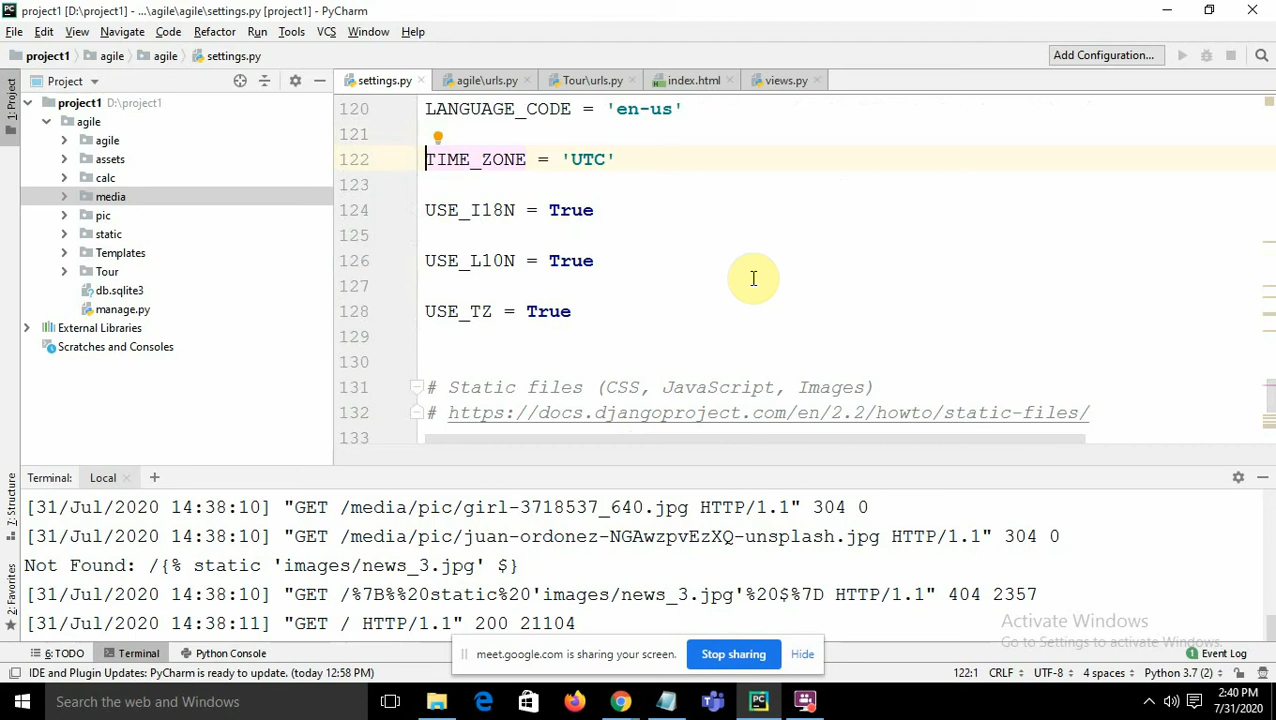 project1 [D:\project1] - ...\agile\agile\settings.py [project1] - PyCharm
File Edit View Navigate Code Refactor Run Tools VCS Window Help
project1 agile agile settings.py Add Configuration...
1: Project
Project
settings.py agile\urls.py Tour\urls.py index.html views.py
project1 D:\project1
agile
agile
assets
calc
media
pic
static
Templates
Tour
db.sqlite3
manage.py
External Libraries
Scratches and Consoles
120 LANGUAGE_CODE = 'en-us'
121
122 TIME_ZONE = 'UTC'
123
124 USE_I18N = True
125
126 USE_L10N = True
127
128 USE_TZ = True
129
130
131 # Static files (CSS, JavaScript, Images)
132 # https://docs.djangoproject.com/en/2.2/howto/static-files/
133
Terminal: Local
7: Structure
2: Favorites
[31/Jul/2020 14:38:10] "GET /media/pic/girl-3718537_640.jpg HTTP/1.1" 304 0
[31/Jul/2020 14:38:10] "GET /media/pic/juan-ordonez-NGAwzpvEzXQ-unsplash.jpg HTTP/1.1" 304 0
Not Found: /{% static 'images/news_3.jpg' $}
[31/Jul/2020 14:38:10] "GET /%7B%%20static%20'images/news_3.jpg'%20$%7D HTTP/1.1" 404 2357
[31/Jul/2020 14:38:11] "GET / HTTP/1.1" 200 21104
Activate Windows
Go to Settings to activate Windows.
6: TODO Terminal Python Console 1 Event Log
meet.google.com is sharing your screen. Stop sharing Hide
IDE and Plugin Updates: PyCharm is ready to update. (today 12:58 PM) 122:1 CRLF UTF-8 4 spaces Python 3.7 (2)
Search the web and Windows
2:40 PM
7/31/2020